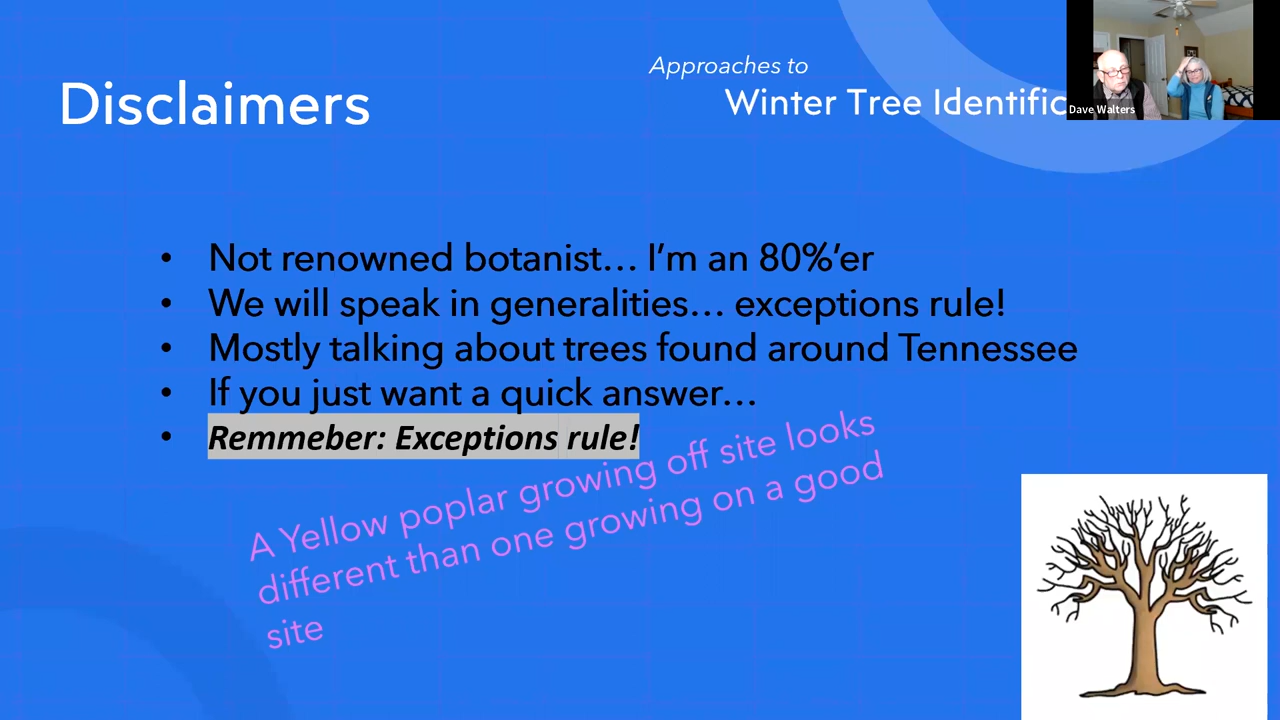 Disclaimers
Approaches to
Winter Tree Identific
Dave Walters
• Not renowned botanist… I’m an 80%’er
• We will speak in generalities… exceptions rule!
• Mostly talking about trees found around Tennessee
• If you just want a quick answer…
• Remmeber: Exceptions rule!
A Yellow poplar growing off site looks
different than one growing on a good
site